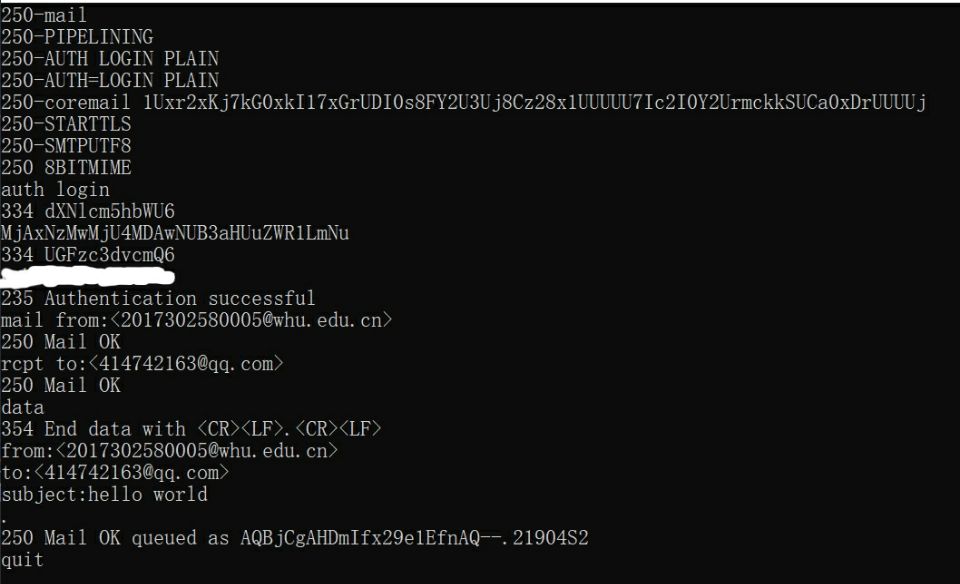 250-mail
250-PIPELINING
250-AUTH LOGIN PLAIN
250-AUTH=LOGIN PLAIN
250-coremail 1Uxr2xKj7kG0xkI17xGrUDI0s8FY2U3Uj8Cz28x1UUUUU7Ic2I0Y2UrmckkSUCa0xDrUUUUj
250-STARTTLS
250-SMTPUTF8
250 8BITMIME
auth login
334 dXNlcm5hbWU6
MjAxNzMwMjU4MDAwNUB3aHUuZWR1LmNu
334 UGFzc3dvcmQ6
235 Authentication successful
mail from:<2017302580005@whu.edu.cn>
250 Mail OK
rcpt to:<414742163@qq.com>
250 Mail OK
data
354 End data with <CR><LF>.<CR><LF>
from:<2017302580005@whu.edu.cn>
to:<414742163@qq.com>
subject:hello world
.
250 Mail OK queued as AQBjCgAHDmIfx29e1EfnAQ--.21904S2
quit